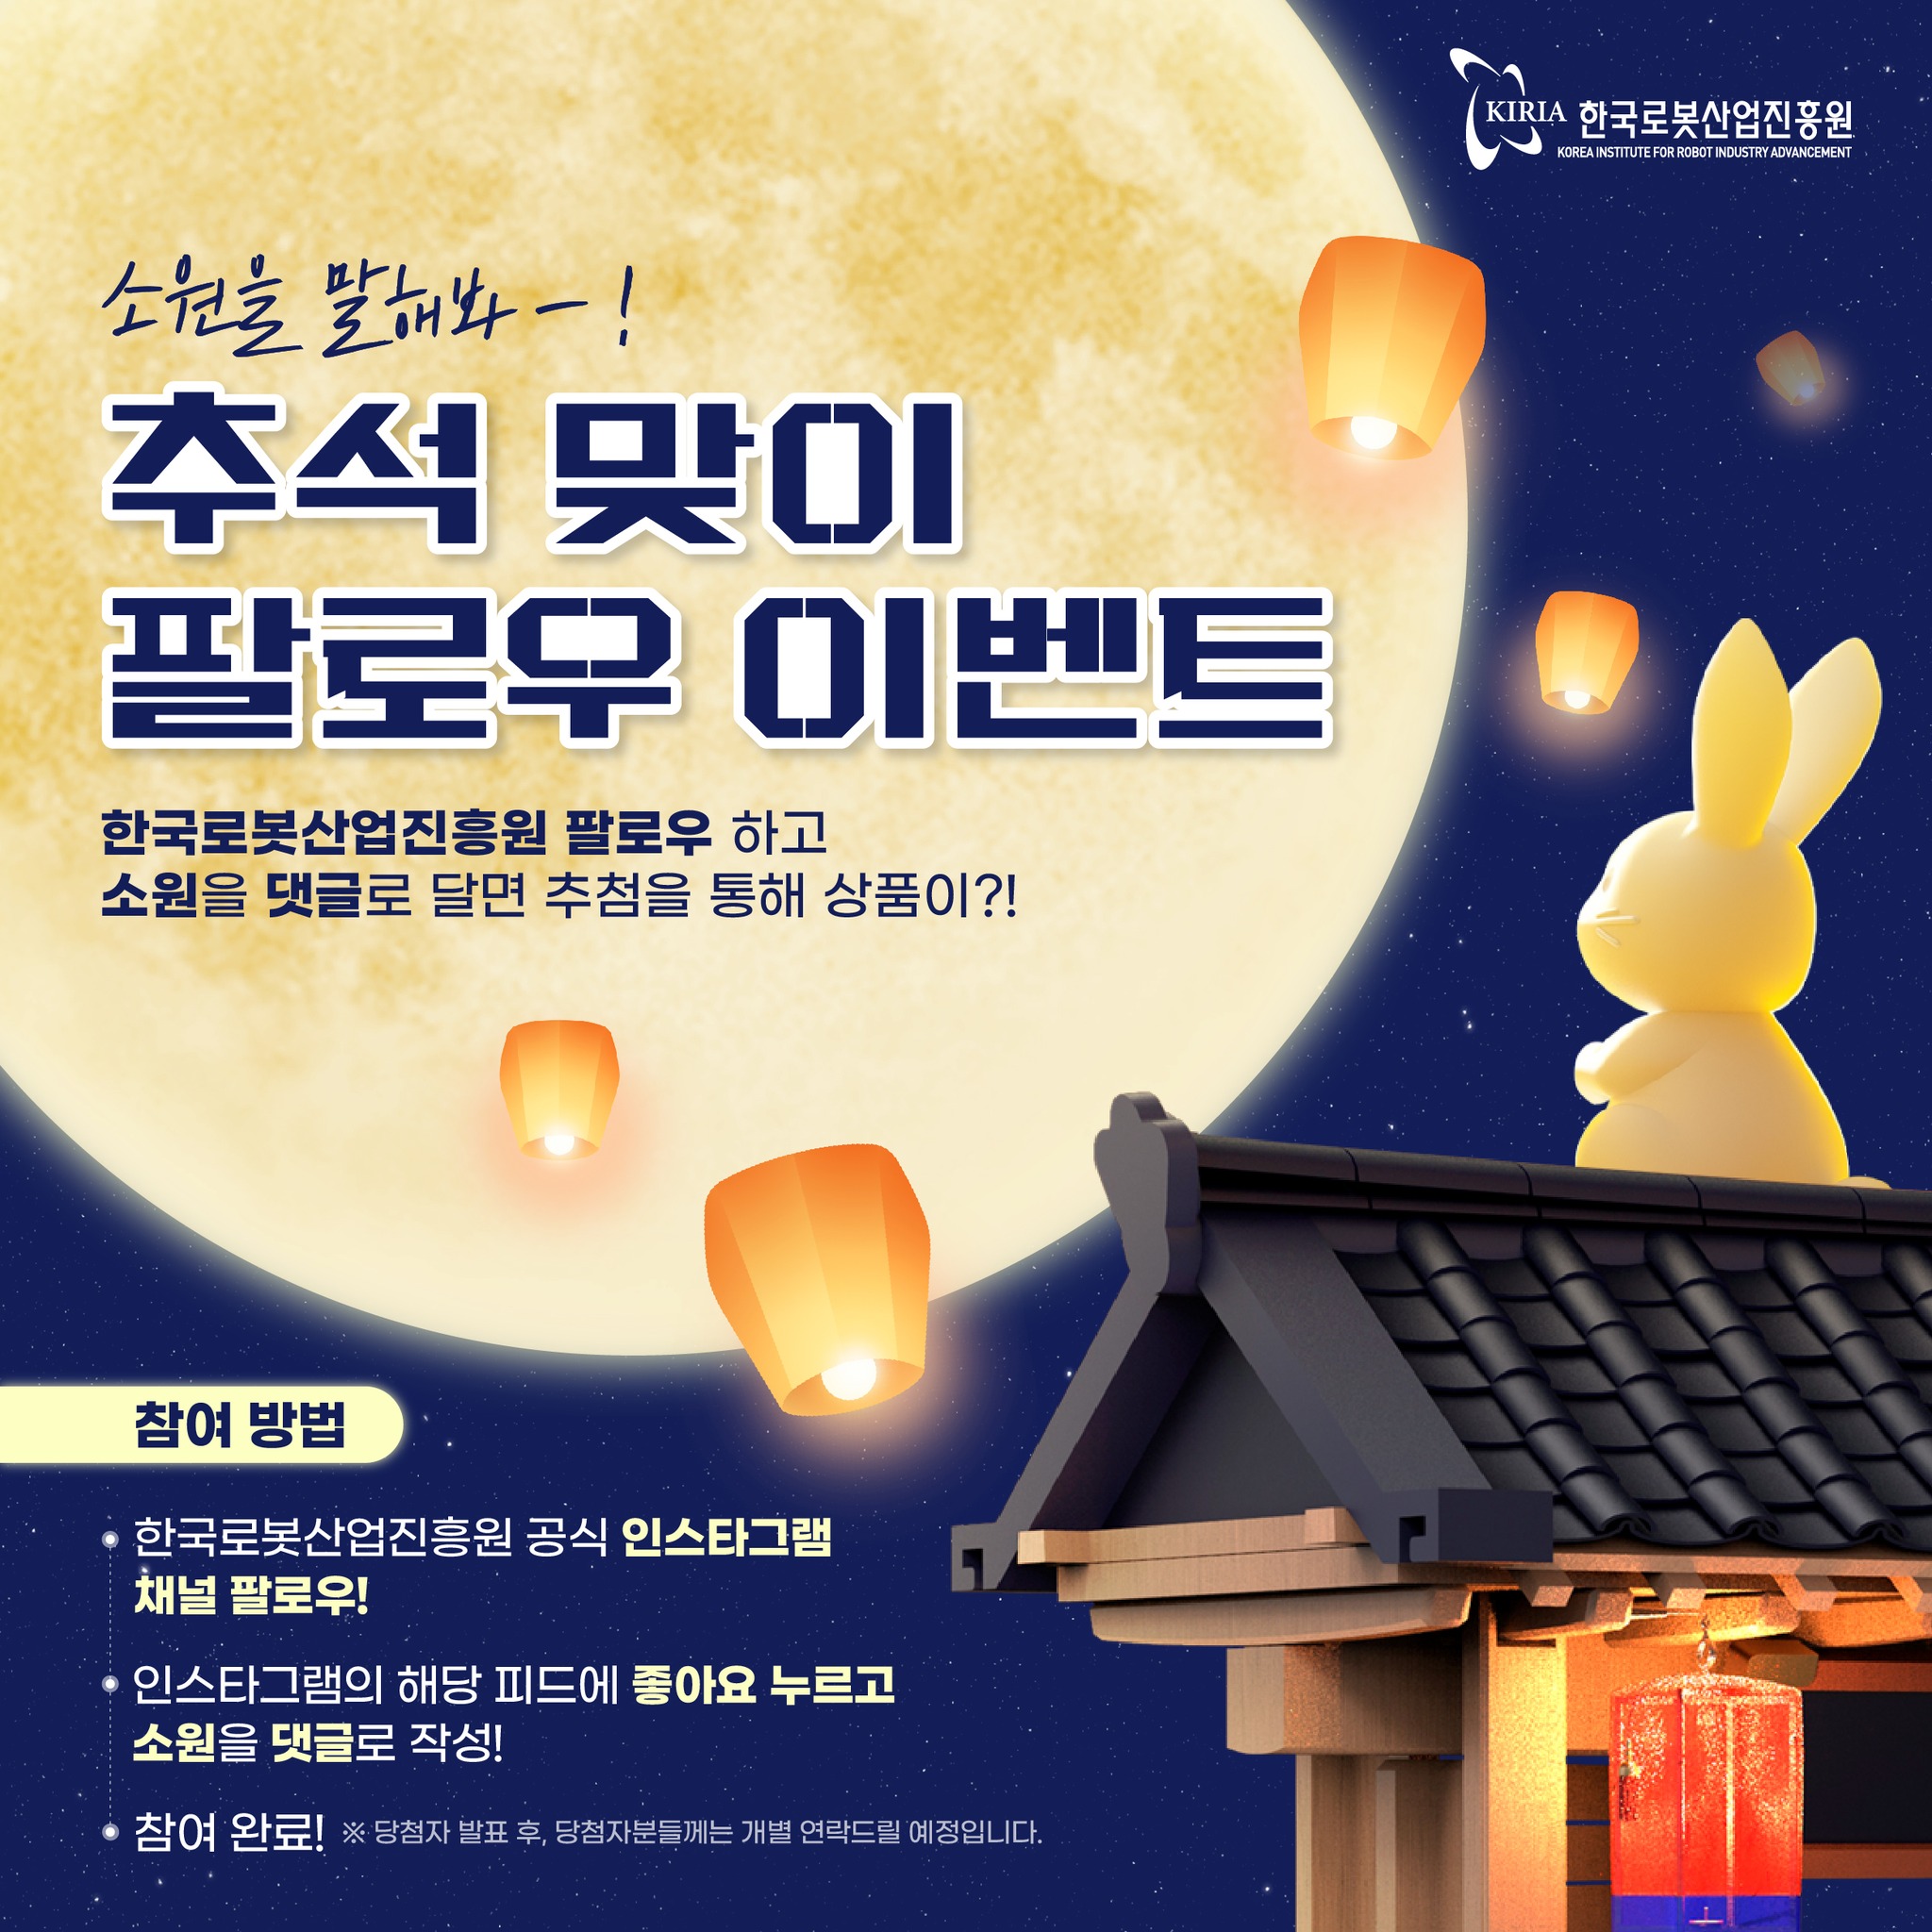 KIRIA 한국로봇산업진흥원
KOREA INSTITUTE FOR ROBOT INDUSTRY ADVANCEMENT
소원을 말해봐 - !
추석 맞이
팔로우 이벤트
한국로봇산업진흥원 팔로우 하고
소원을 댓글로 달면 추첨을 통해 상품이?!
참여 방법
한국로봇산업진흥원 공식 인스타그램
채널 팔로우!
인스타그램의 해당 피드에 좋아요 누르고
소원을 댓글로 작성!
참여 완료! ※ 당첨자 발표 후, 당첨자분들께는 개별 연락드릴 예정입니다.